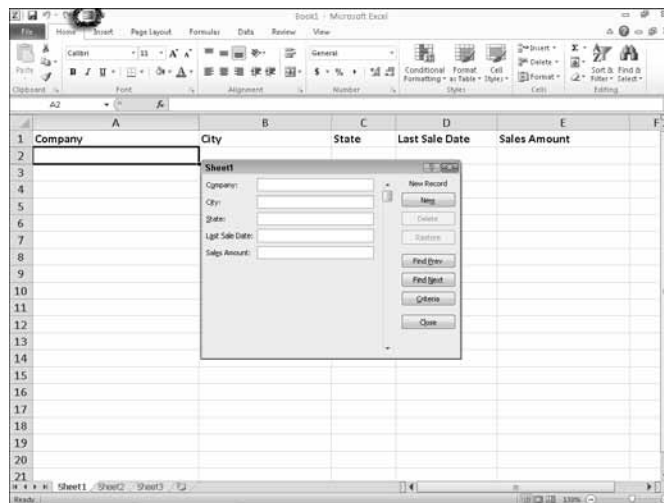 Book1 - Microsoft Excel
File Home Insert Page Layout Formulas Data Review View
Paste
Calibri 11 A A
B I U A
General
$ % ,
Conditional Formatting Format as Table Cell Styles
Insert
Delete
Format
Σ
Sort & Filter Find & Select
Clipboard Font Alignment Number Styles Cells Editing
A2 fx
A B C D E F
1 Company City State Last Sale Date Sales Amount
2
3
4
5
6
7
8
9
10
11
12
13
14
15
16
17
18
19
20
21
Sheet1
Company: New Record
City: New
State: Delete
Last Sale Date: Restore
Sales Amount:
Find Prev
Find Next
Criteria
Close
Sheet1 Sheet2 Sheet3
Ready